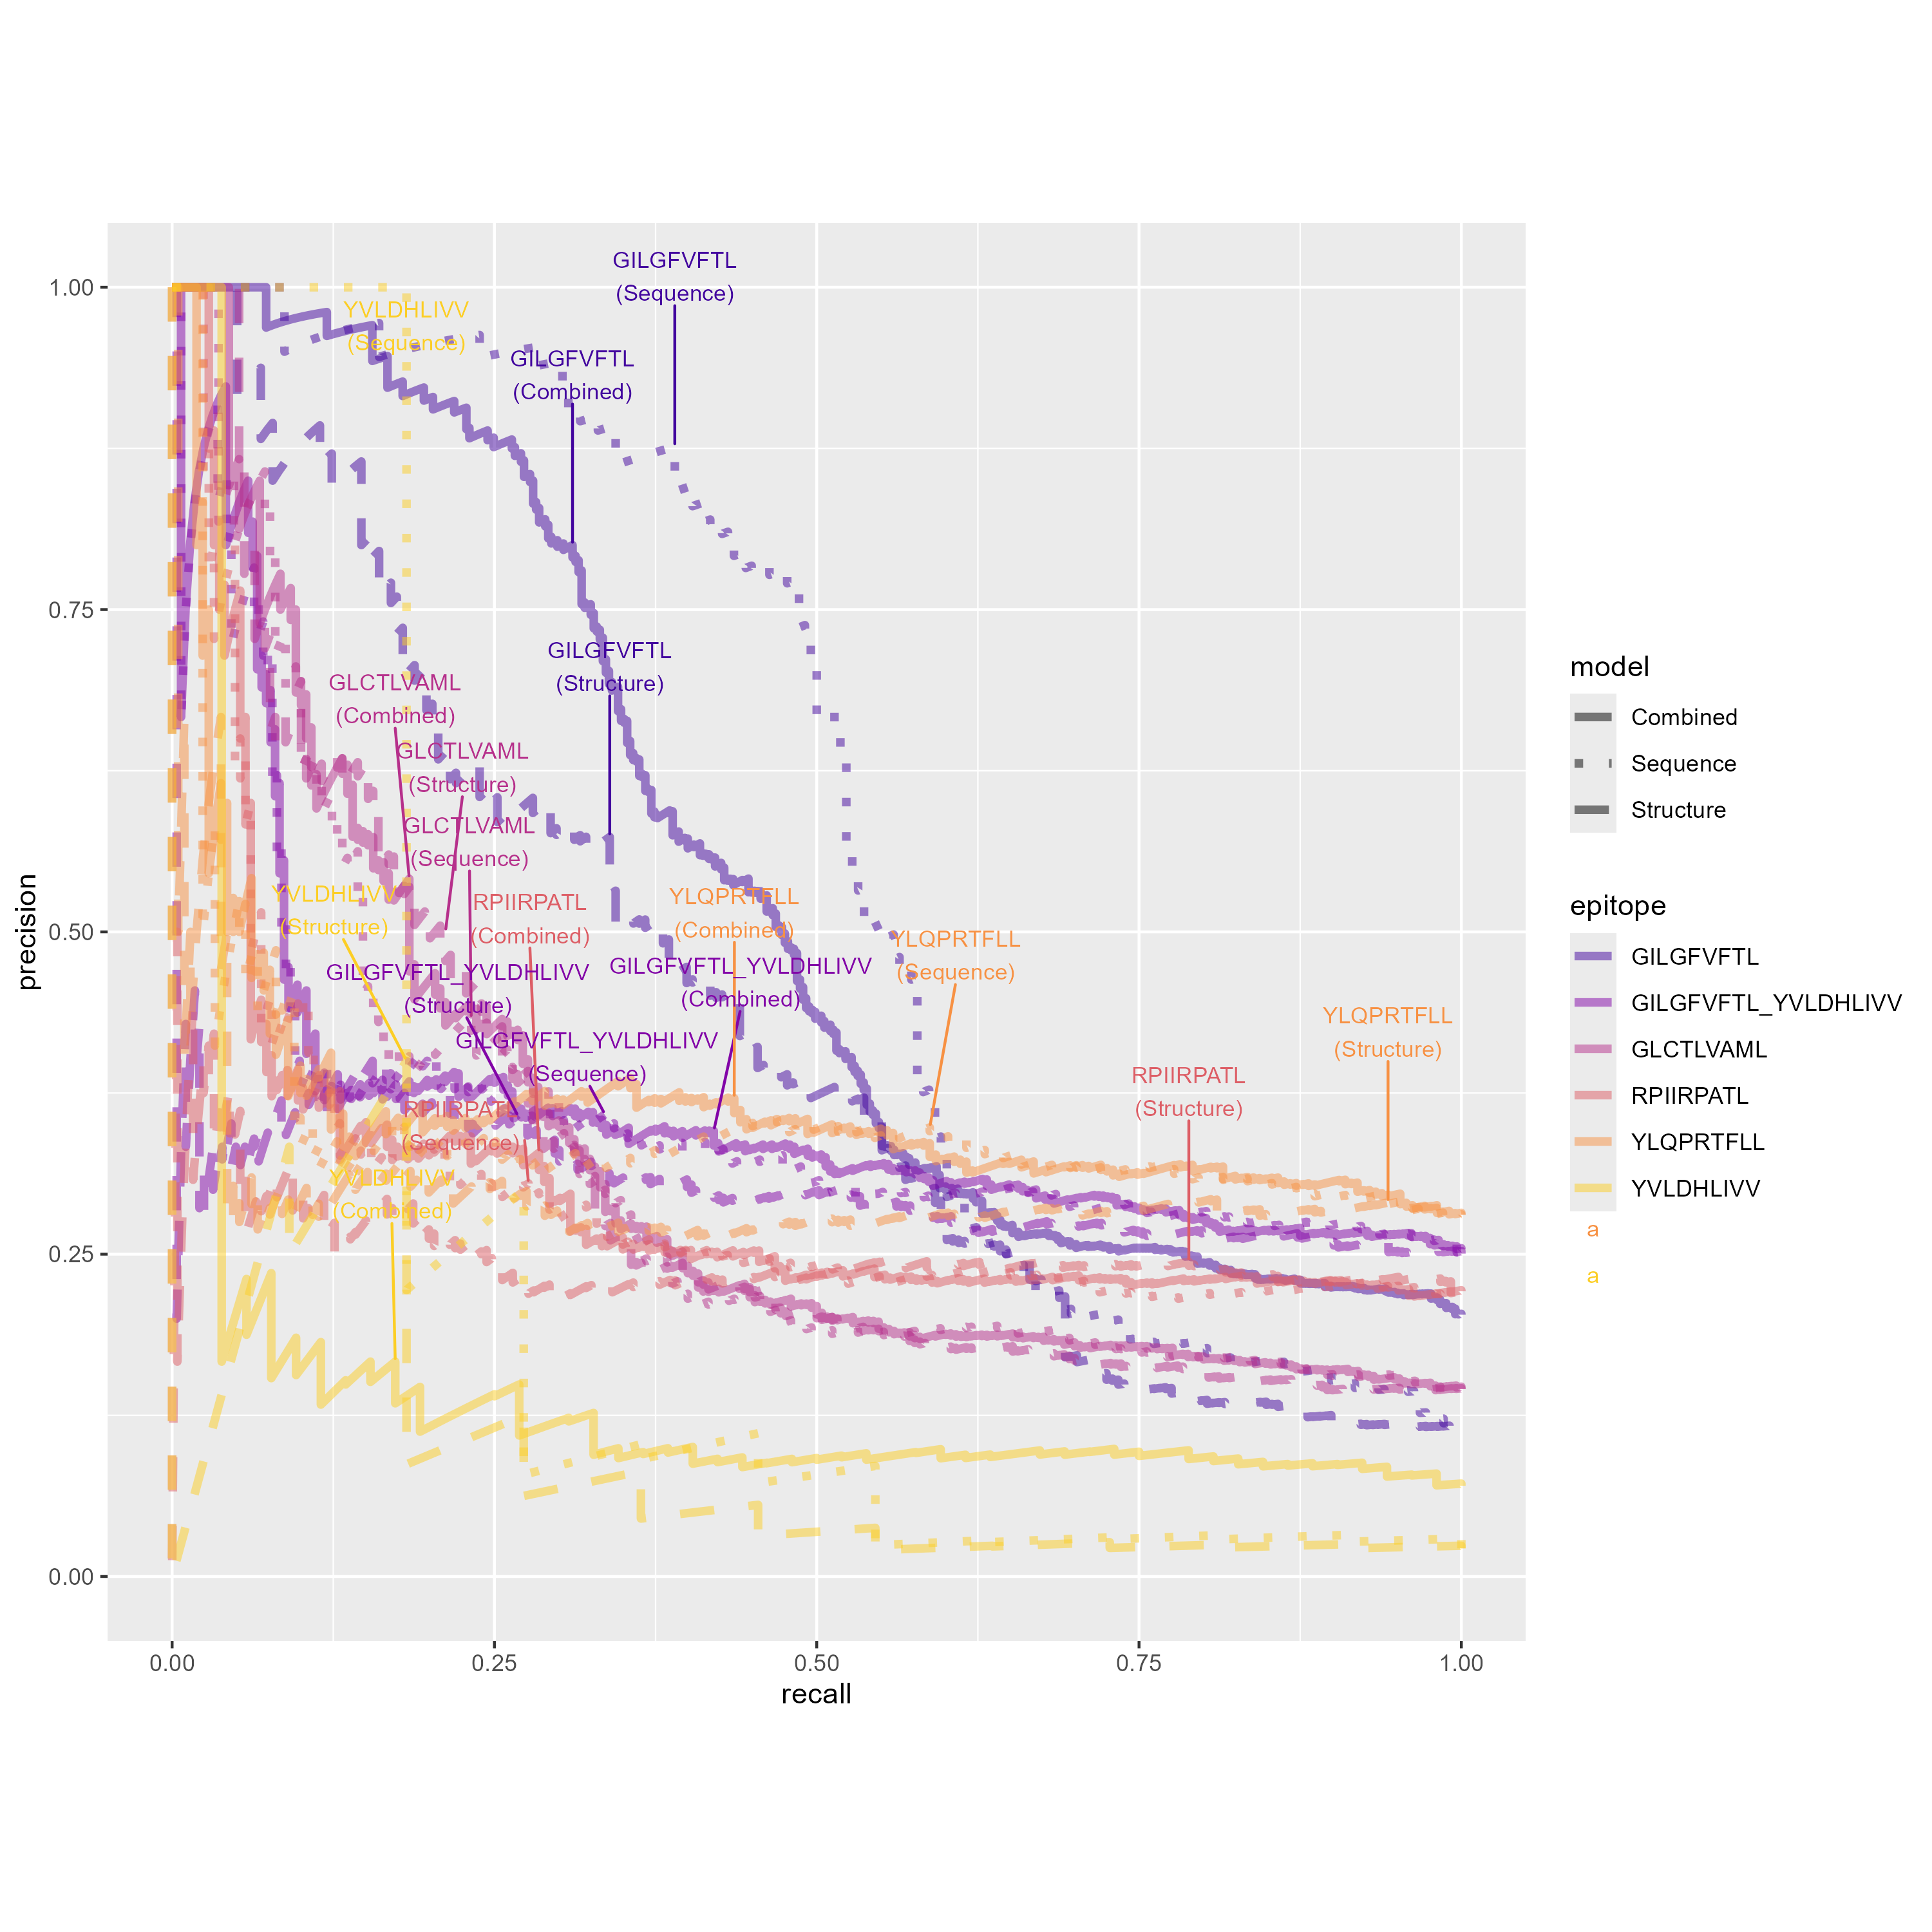 GILGFVFTL
(Sequence)
1.00
YVLDHLIVV
(Sequence)
GILGFVFTL
(Combined)
0.75
GILGFVFTL
(Structure)
GLCTLVAML
(Combined)
GLCTLVAML
(Structure)
GLCTLVAML
(Sequence)
YVLDHLIVV
(Structure)
RPIIRPATL
(Combined)
YLQPRTFLL
(Combined)
0.50
YLQPRTFLL
(Sequence)
GILGFVFTL_YVLDHLIVV
(Structure)
GILGFVFTL_YVLDHLIVV
(Combined)
YLQPRTFLL
(Structure)
GILGFVFTL_YVLDHLIVV
(Sequence)
RPIIRPATL
(Structure)
RPIIRPATL
(Sequence)
YVLDHLIVV
(Combined)
0.25
0.00
precision
0.00
0.25
0.50
0.75
1.00
recall
model
Combined
Sequence
Structure
epitope
GILGFVFTL
GILGFVFTL_YVLDHLIVV
GLCTLVAML
RPIIRPATL
YLQPRTFLL
YVLDHLIVV
a
a